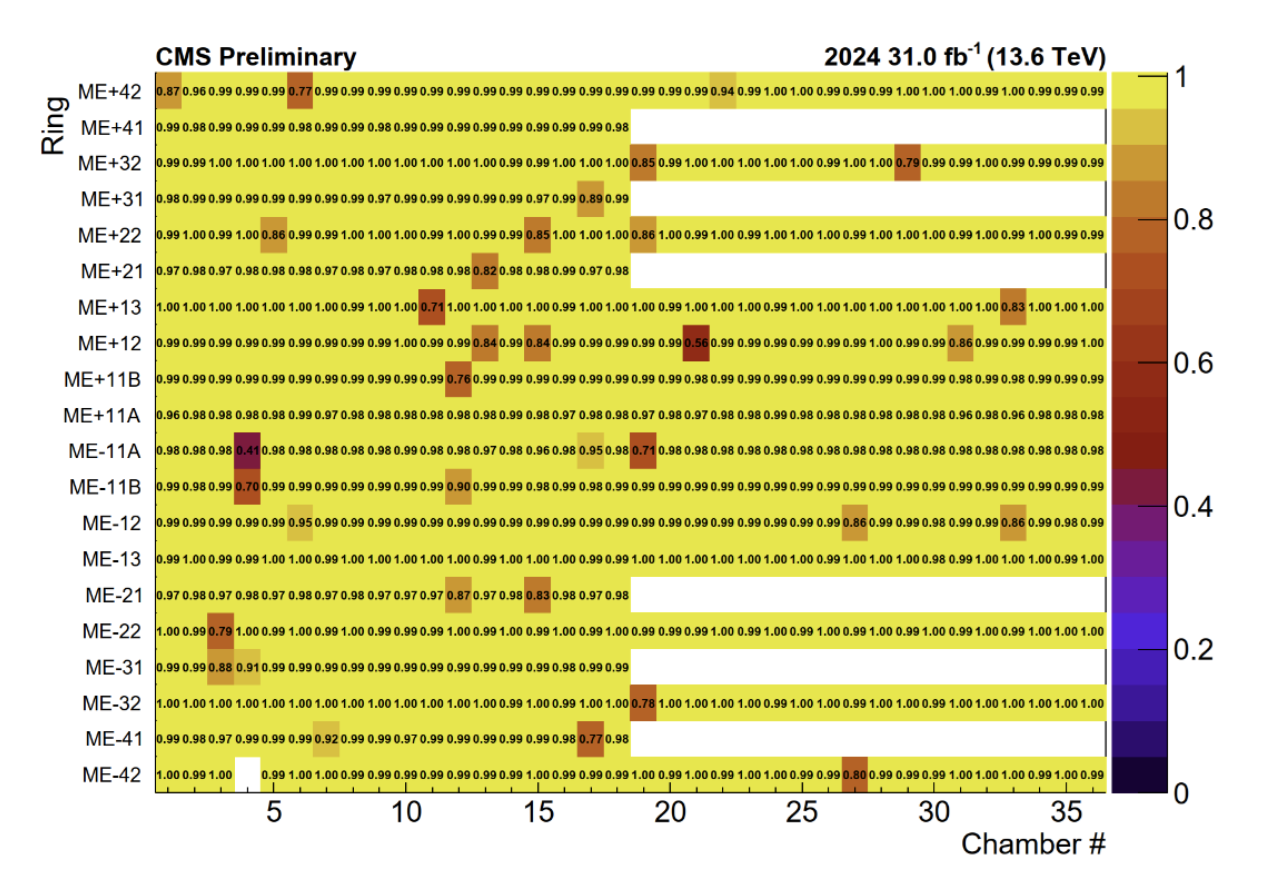 CMS Preliminary
2024 31.0 fb-1 (13.6 TeV)
Ring
ME+42 0.87 0.96 0.99 0.99 0.99 0.77 0.99 0.99 0.99 0.99 0.99 0.99 0.99 0.99 0.99 0.99 0.99 0.99 0.99 0.99 0.99 0.94 0.99 1.00 1.00 0.99 0.99 0.99 1.00 1.00 1.00 0.99 1.00 0.99 0.99 0.99
ME+41 0.99 0.98 0.99 0.99 0.99 0.98 0.99 0.99 0.98 0.99 0.99 0.99 0.99 0.99 0.99 0.99 0.99 0.98
ME+32 0.99 0.99 1.00 1.00 1.00 1.00 1.00 1.00 1.00 1.00 1.00 1.00 1.00 0.99 0.99 1.00 1.00 1.00 0.85 0.99 1.00 1.00 1.00 1.00 1.00 0.99 1.00 1.00 0.79 0.99 0.99 1.00 0.99 0.99 0.99 0.99
ME+31 0.98 0.99 0.99 0.99 0.99 0.99 0.99 0.99 0.97 0.99 0.99 0.99 0.99 0.99 0.97 0.99 0.89 0.99
ME+22 0.99 1.00 0.99 1.00 0.86 0.99 0.99 1.00 1.00 1.00 0.99 1.00 0.99 0.99 0.85 1.00 1.00 1.00 0.86 1.00 0.99 1.00 0.99 1.00 0.99 1.00 1.00 1.00 1.00 0.99 1.00 1.00 0.99 1.00 0.99 0.99
ME+21 0.97 0.98 0.97 0.98 0.98 0.98 0.97 0.98 0.97 0.98 0.98 0.98 0.82 0.98 0.98 0.99 0.97 0.98
ME+13 1.00 1.00 1.00 1.00 1.00 1.00 1.00 0.99 1.00 1.00 0.71 1.00 1.00 1.00 1.00 0.99 1.00 1.00 1.00 0.99 1.00 1.00 1.00 0.99 1.00 1.00 1.00 1.00 1.00 1.00 1.00 1.00 0.83 1.00 1.00 1.00
ME+12 0.99 0.99 0.99 0.99 0.99 0.99 0.99 0.99 0.99 1.00 0.99 0.99 0.84 0.99 0.84 0.99 0.99 0.99 0.99 0.99 0.56 0.99 0.99 0.99 0.99 0.99 0.99 1.00 0.99 0.99 0.86 0.99 0.99 0.99 0.99 1.00
ME+11B 0.99 0.99 0.99 0.99 0.99 0.99 0.99 0.99 0.99 0.99 0.99 0.76 0.99 0.99 0.99 0.99 0.99 0.99 0.99 0.99 0.98 0.99 0.99 0.99 0.99 0.99 0.99 0.99 0.99 0.99 0.98 0.99 0.98 0.99 0.99 0.99
ME+11A 0.96 0.98 0.98 0.98 0.98 0.99 0.97 0.98 0.98 0.98 0.98 0.98 0.98 0.99 0.98 0.97 0.98 0.98 0.97 0.98 0.97 0.98 0.98 0.99 0.98 0.98 0.98 0.98 0.98 0.98 0.96 0.98 0.96 0.98 0.98 0.98
ME-11A 0.98 0.98 0.98 0.41 0.98 0.98 0.98 0.98 0.98 0.98 0.99 0.98 0.97 0.98 0.96 0.98 0.95 0.98 0.71 0.98 0.98 0.98 0.98 0.98 0.98 0.98 0.98 0.98 0.98 0.98 0.98 0.98 0.98 0.98 0.98 0.98
ME-11B 0.99 0.98 0.99 0.70 0.99 0.99 0.99 0.99 0.99 0.99 0.99 0.90 0.99 0.99 0.98 0.99 0.98 0.99 0.99 0.99 0.99 0.99 0.99 0.99 0.99 0.99 0.99 0.99 0.99 0.99 0.99 0.99 0.99 0.99 0.99 0.99
ME-12 0.99 0.99 0.99 0.99 0.99 0.95 0.99 0.99 0.99 0.99 0.99 0.99 0.99 0.99 0.99 0.99 0.99 0.99 0.99 0.99 0.99 0.99 0.99 0.99 0.99 0.99 0.86 0.99 0.99 0.98 0.99 0.99 0.86 0.99 0.98 0.99
ME-13 0.99 1.00 0.99 0.99 1.00 0.99 1.00 1.00 1.00 1.00 1.00 0.99 1.00 1.00 1.00 1.00 0.99 0.99 1.00 1.00 1.00 1.00 1.00 1.00 0.99 1.00 1.00 1.00 1.00 0.98 0.99 1.00 1.00 1.00 0.99 1.00
ME-21 0.97 0.98 0.97 0.98 0.97 0.98 0.97 0.98 0.97 0.97 0.97 0.87 0.97 0.98 0.83 0.98 0.97 0.98
ME-22 1.00 0.99 0.79 1.00 0.99 1.00 0.99 1.00 0.99 0.99 0.99 1.00 0.99 1.00 0.99 1.00 0.99 1.00 0.99 0.99 0.99 1.00 0.99 1.00 1.00 0.99 1.00 0.99 1.00 0.99 1.00 0.99 0.99 1.00 1.00 1.00
ME-31 0.99 0.99 0.88 0.91 0.99 0.99 0.99 0.99 0.99 0.99 0.99 0.99 0.99 0.99 0.99 0.98 0.99 0.99
ME-32 1.00 1.00 1.00 1.00 1.00 1.00 1.00 1.00 1.00 0.99 1.00 1.00 1.00 0.99 1.00 0.99 1.00 1.00 0.78 1.00 1.00 1.00 1.00 0.99 1.00 1.00 1.00 1.00 0.99 1.00 1.00 1.00 1.00 1.00 1.00 1.00
ME-41 0.99 0.98 0.97 0.99 0.99 0.99 0.92 0.99 0.99 0.97 0.99 0.99 0.99 0.99 0.99 0.98 0.77 0.98
ME-42 1.00 0.99 1.00 0.99 1.00 1.00 0.99 0.99 0.99 0.99 0.99 0.99 0.99 1.00 0.99 0.99 0.99 0.99 1.00 0.99 1.00 1.00 0.99 1.00 0.99 0.80 0.99 0.99 0.99 1.00 0.99 1.00 1.00 0.99 1.00 0.99
5 10 15 20 25 30 35
Chamber #
1
0.8
0.6
0.4
0.2
0